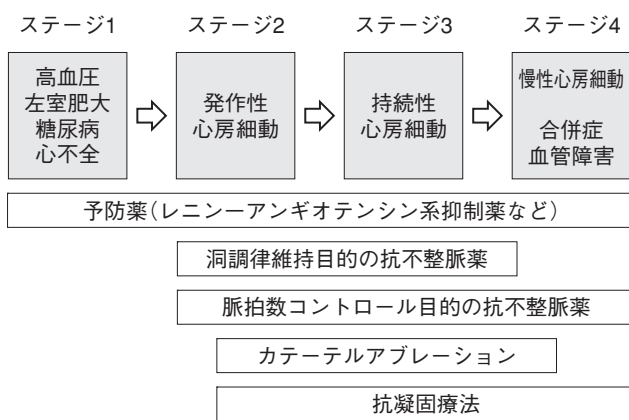 ステージ1 ステージ2 ステージ3 ステージ4
高血圧
左室肥大
糖尿病
心不全
発作性
心房細動
持続性
心房細動
慢性心房細動
合併症
血管障害
予防薬(レニンーアンギオテンシン系抑制薬など)
洞調律維持目的の抗不整脈薬
脈拍数コントロール目的の抗不整脈薬
カテーテルアブレーション
抗凝固療法